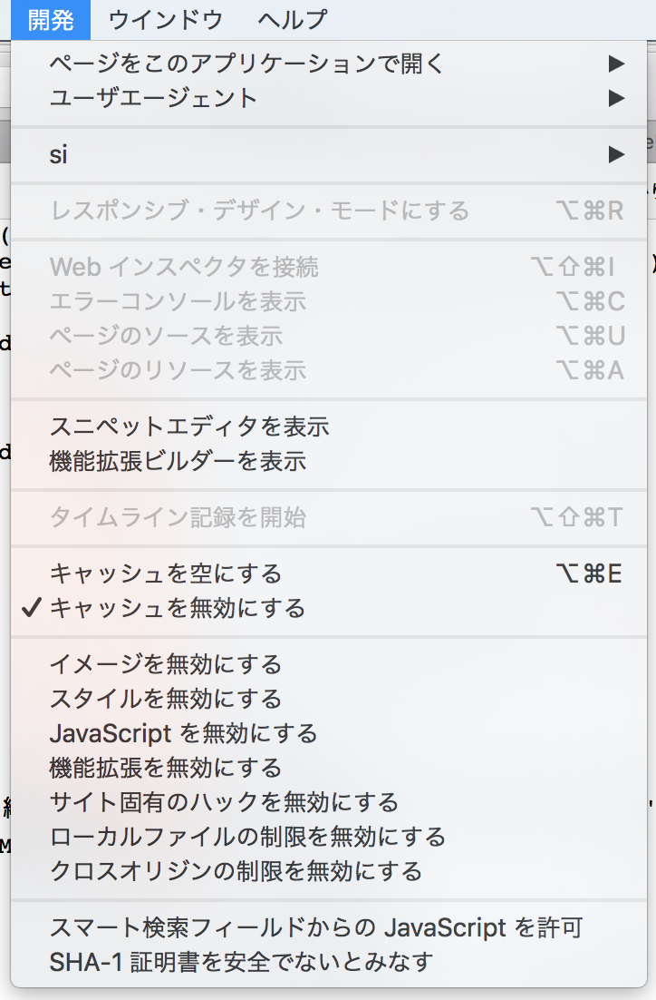 開発 ウインドウ ヘルプ
ページをこのアプリケーションで開く ▶
ユーザエージェント ▶
si ▶
レスポンシブ・デザイン・モードにする ⌥⌘R
Web インスペクタを接続 ⌥⇧⌘I
エラーコンソールを表示 ⌥⌘C
ページのソースを表示 ⌥⌘U
ページのリソースを表示 ⌥⌘A
スニペットエディタを表示
機能拡張ビルダーを表示
タイムライン記録を開始 ⌥⇧⌘T
キャッシュを空にする ⌥⌘E
✓ キャッシュを無効にする
イメージを無効にする
スタイルを無効にする
JavaScript を無効にする
機能拡張を無効にする
サイト固有のハックを無効にする
ローカルファイルの制限を無効にする
クロスオリジンの制限を無効にする
スマート検索フィールドからの JavaScript を許可
SHA-1 証明書を安全でないとみなす